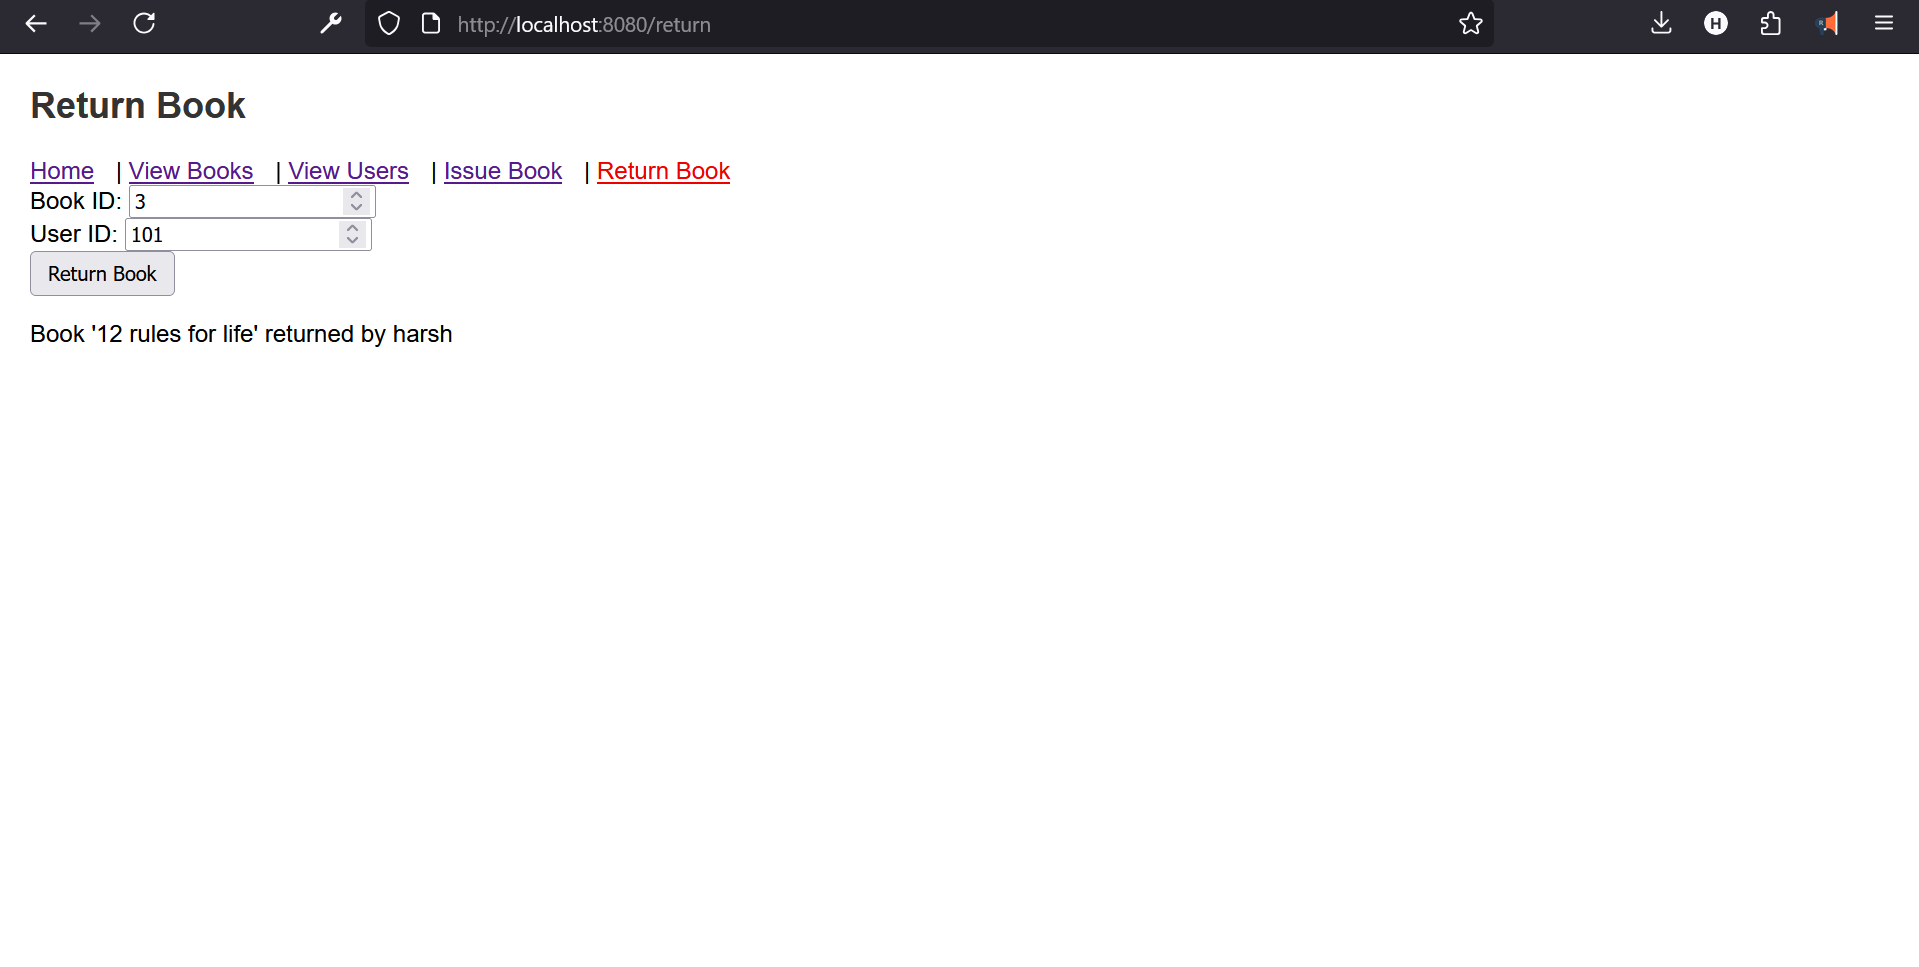 http://localhost:8080/return
H
Return Book
Home | View Books | View Users | Issue Book | Return Book
Book ID: 3
User ID: 101
Return Book
Book '12 rules for life' returned by harsh